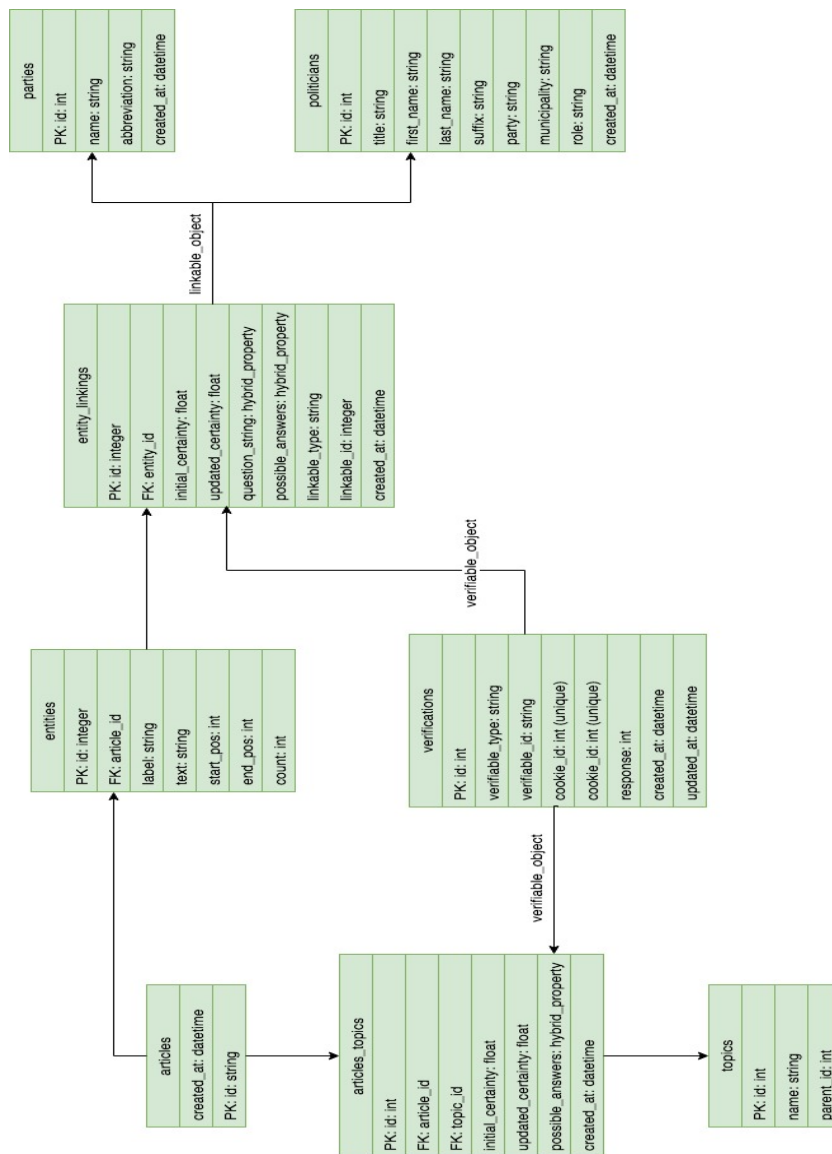 articles
created_at: datetime
PK: id: string
entities
PK: id: integer
FK: article_id
label: string
text: string
start_pos: int
end_pos: int
count: int
entity_linkings
PK: id: integer
FK: entity_id
initial_certainty: float
updated_certainty: float
question_string: hybrid_property
possible_answers: hybrid_property
linkable_type: string
linkable_id: integer
created_at: datetime
linkable_object
parties
PK: id: int
name: string
abbreviation: string
created_at: datetime
politicians
PK: id: int
title: string
first_name: string
last_name: string
suffix: string
party: string
municipality: string
role: string
created_at: datetime
articles_topics
PK: id: int
FK: article_id
FK: topic_id
initial_certainty: float
updated_certainty: float
possible_answers: hybrid_property
created_at: datetime
verifiable_object
verifications
PK: id: int
verifiable_type: string
verifiable_id: string
cookie_id: int (unique)
cookie_id: int (unique)
response: int
created_at: datetime
updated_at: datetime
verifiable_object
topics
PK: id: int
name: string
parent_id: int